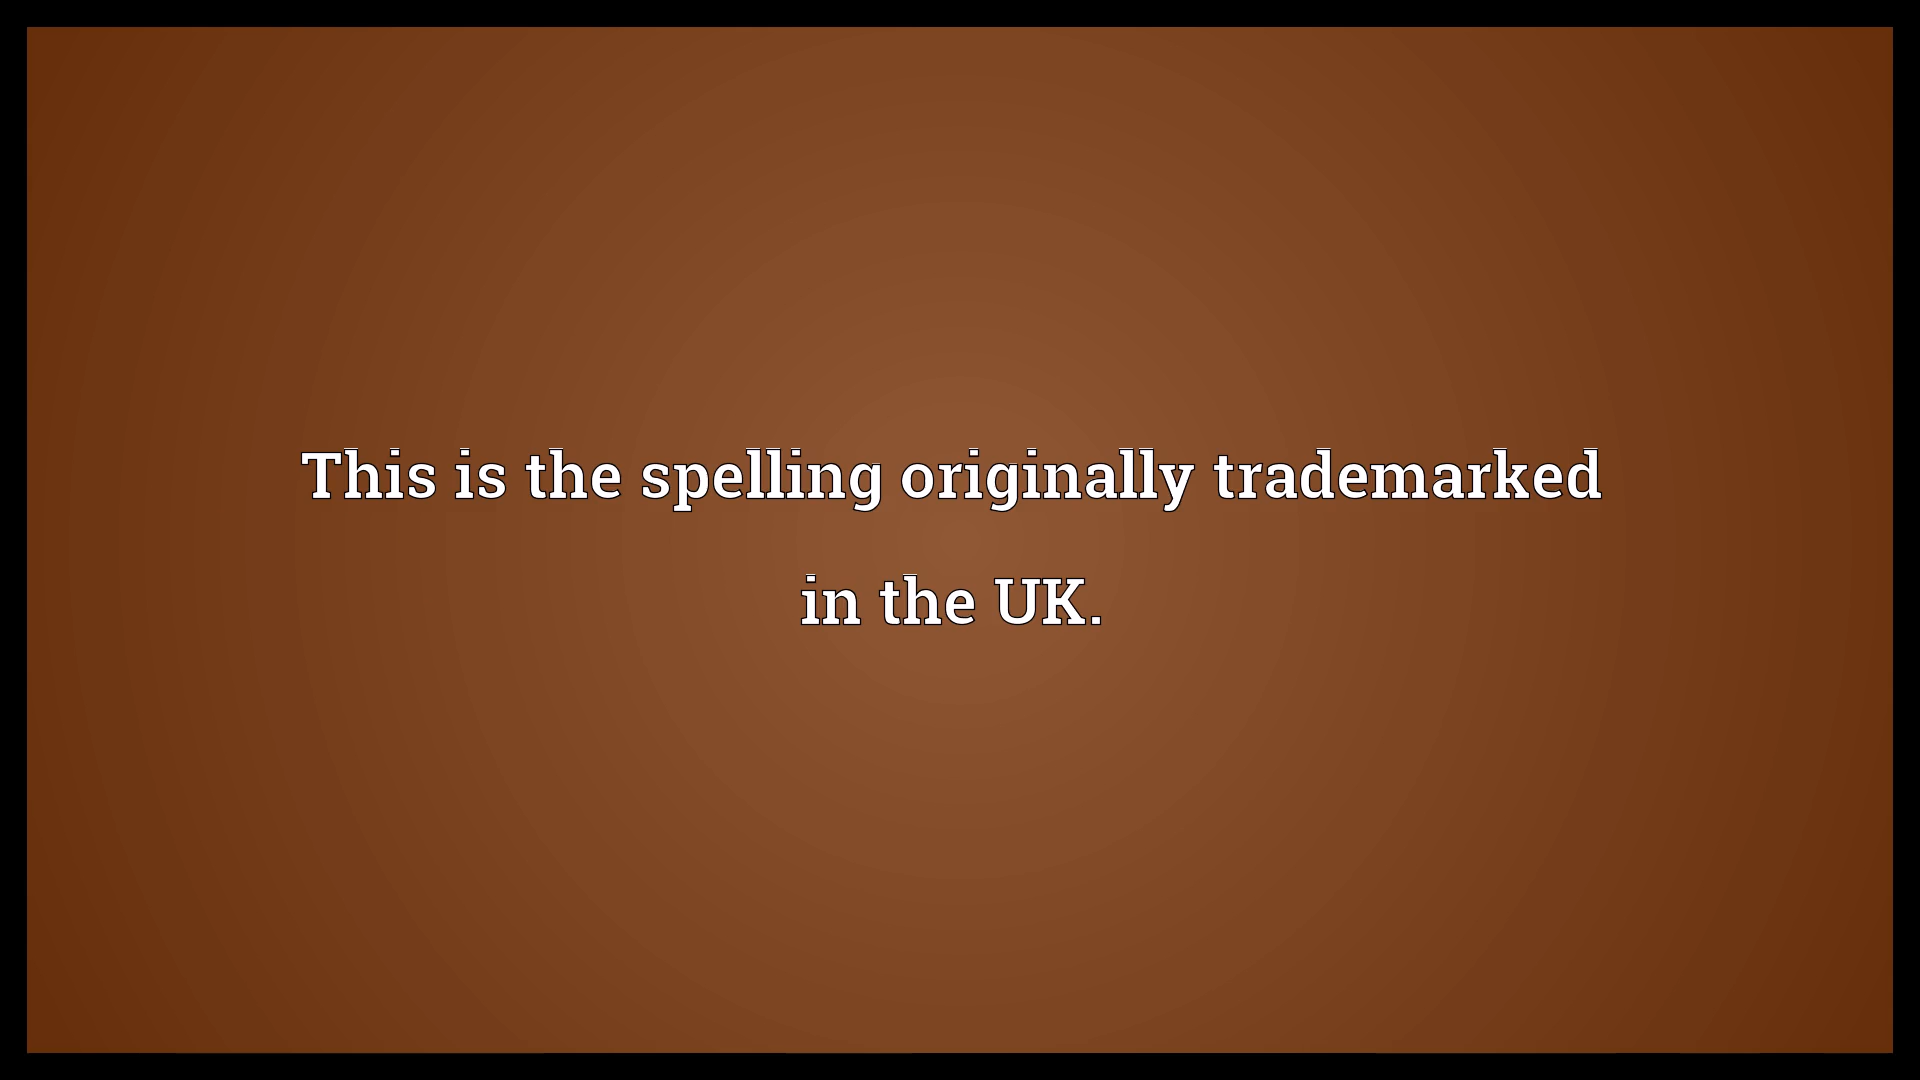 This is the spelling originally trademarked
in the UK.